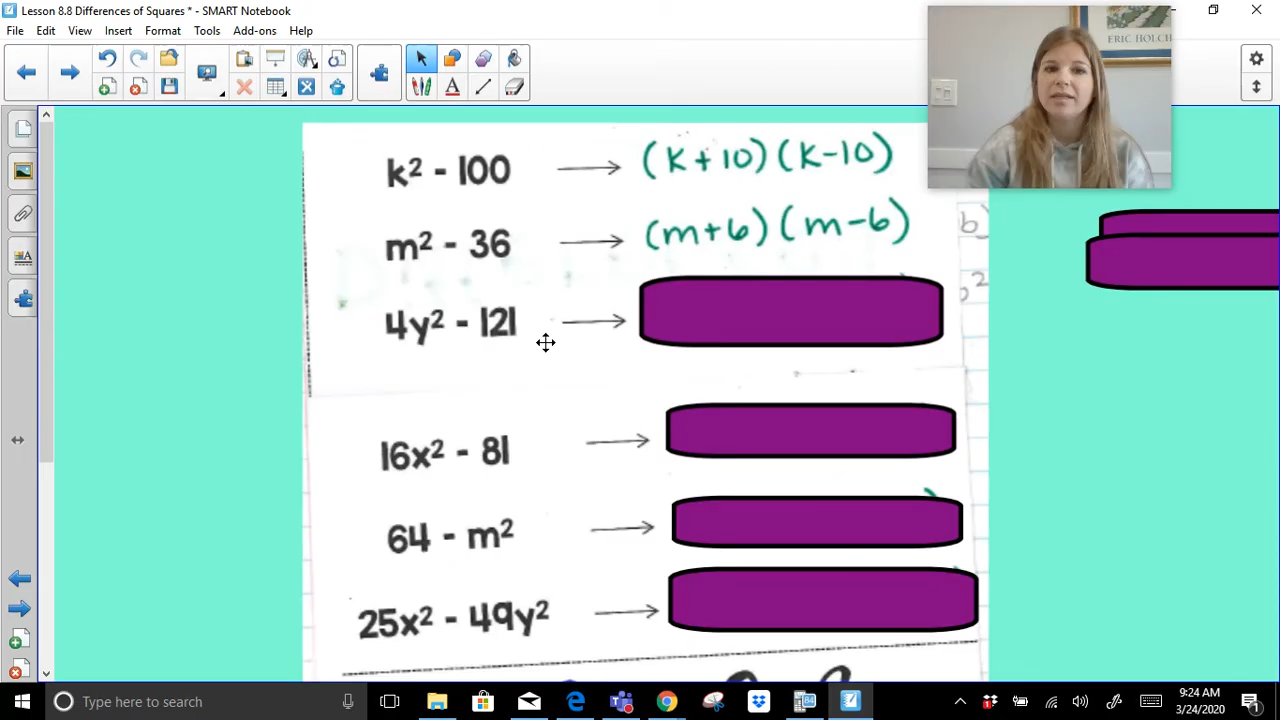 Lesson 8.8 Differences of Squares * - SMART Notebook
File Edit View Insert Format Tools Add-ons Help
ERIC HOLCH
k² - 100 → (k+10)(k-10)
m² - 36 → (m+6)(m-6)
4y² - 121 →
16x² - 81 →
64 - m² →
25x² - 49y² →
Type here to search
3:24 AM
3/24/2020